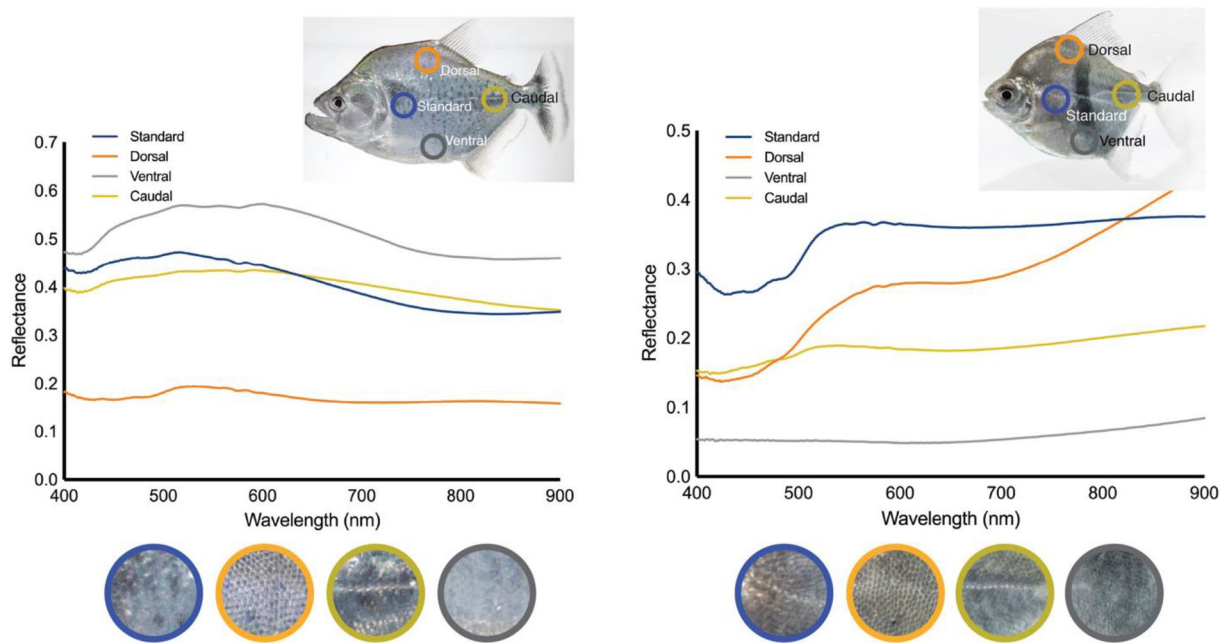 Dorsal
Standard
Caudal
Ventral
Standard
Dorsal
Ventral
Caudal
0.7
0.6
0.5
0.4
0.3
0.2
0.1
0.0
Reflectance
400 500 600 700 800 900
Wavelength (nm)
Dorsal
Caudal
Standard
Ventral
Standard
Dorsal
Ventral
Caudal
0.5
0.4
0.3
0.2
0.1
0.0
Reflectance
400 500 600 700 800 900
Wavelength (nm)